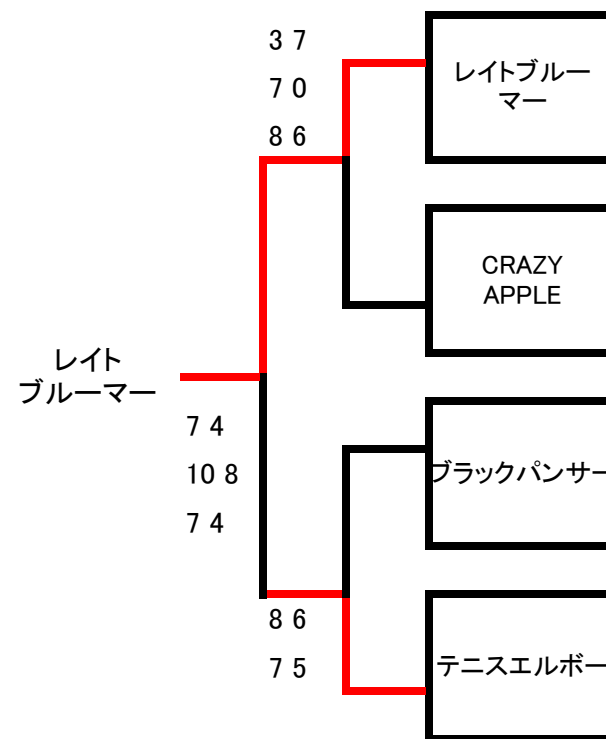 3 7
7 0
8 6
レイトブルー
マー
CRAZY
APPLE
レイト
ブルーマー
7 4
10 8
7 4
ブラックパンサー
8 6
7 5
テニスエルボー